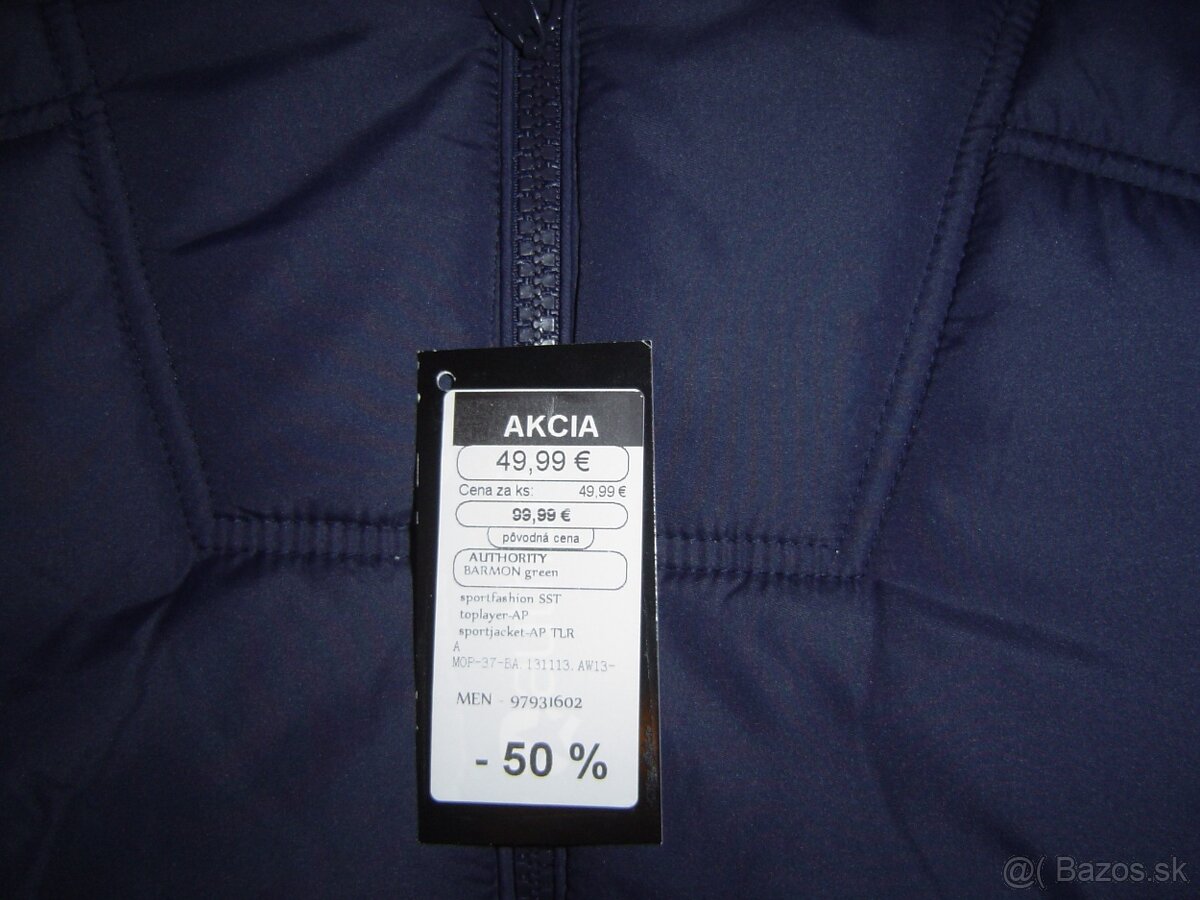 AKCIA
49,99 €
Cena za ks: 49,99 €
99,99 €
pôvodná cena
AUTHORITY
BARMON green
sportfashion SST
toplayer-AP
sportjacket-AP TLR
A
MOP-37-BA.131113.AW13-
MEN - 97931602
- 50 %
@( Bazos.sk